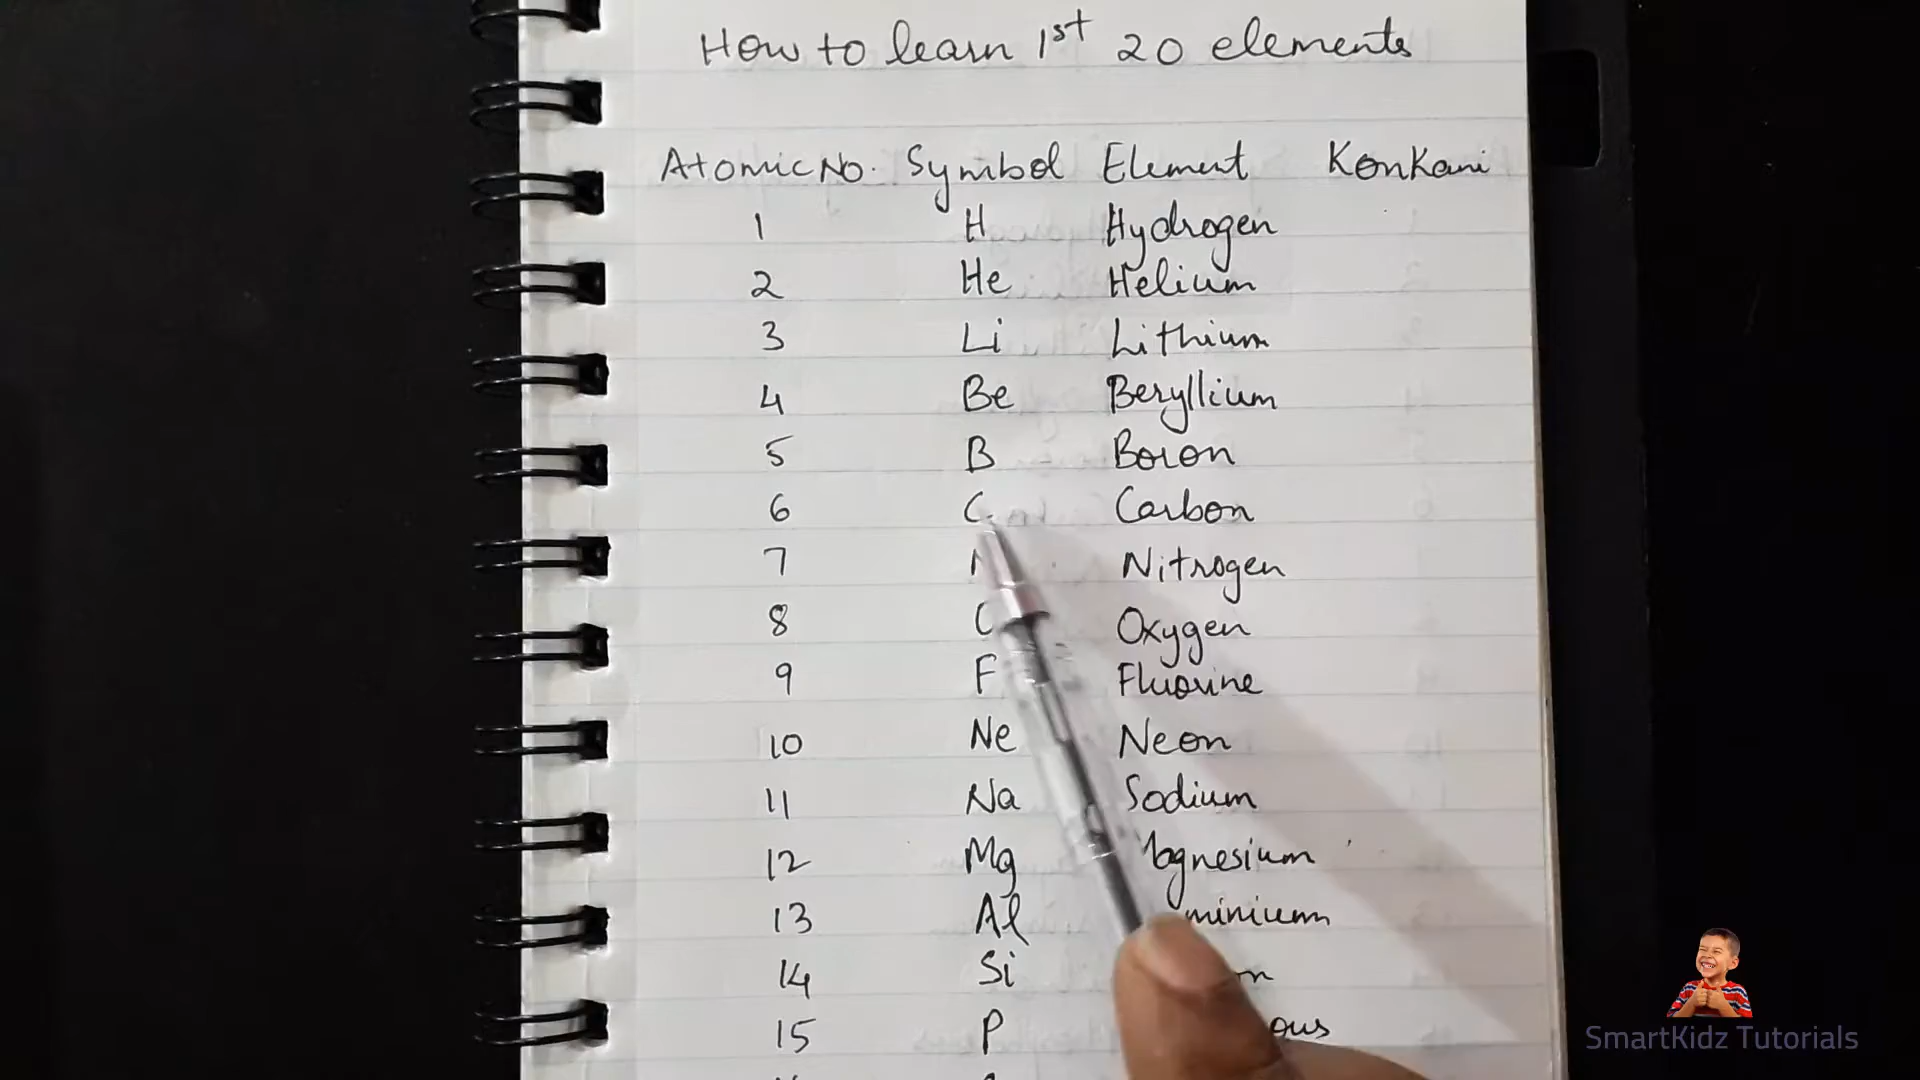 How to learn 1st 20 elements
Atomic No. Symbol Element Konkani
1 H Hydrogen
2 He Helium
3 Li Lithium
4 Be Beryllium
5 B Boron
6 C Carbon
7 Nitrogen
8 Oxygen
9 F Fluorine
10 Ne Neon
11 Na Sodium
12 Mg
13 Al
14 Si
15 P
SmartKidz Tutorials